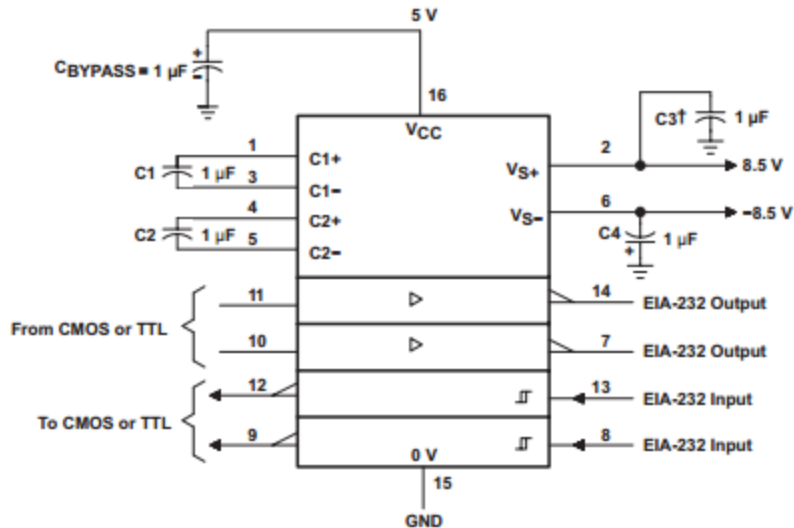 5 V
CBYPASS = 1 µF
+
−
16
VCC
C3† 1 µF
1
C1+
2
VS+
8.5 V
C1 1 µF
3
C1−
4
C2+
6
VS−
−8.5 V
C2 1 µF
5
C2−
C4 1 µF
+
11
14
EIA-232 Output
From CMOS or TTL
10
7
EIA-232 Output
12
13
EIA-232 Input
To CMOS or TTL
9
8
EIA-232 Input
0 V
15
GND